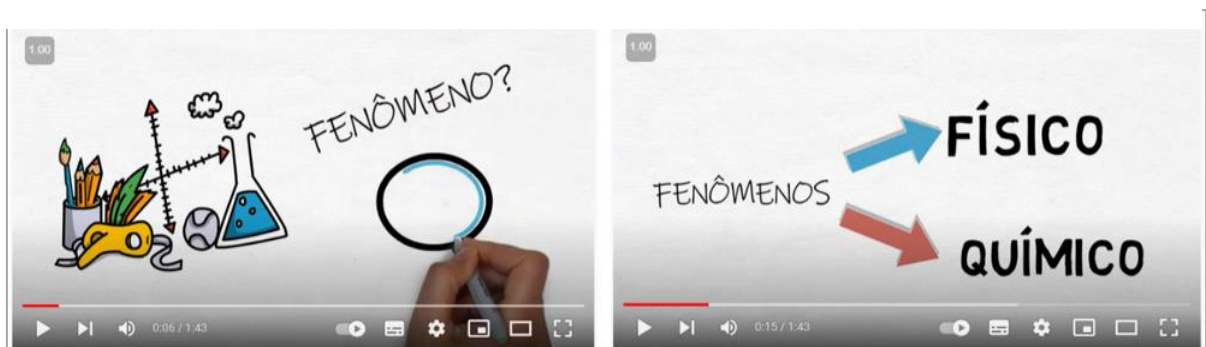 1.00
FENÔMENO?
0:06 / 1:43
1.00
FENÔMENOS
FÍSICO
QUÍMICO
0:15 / 1:43